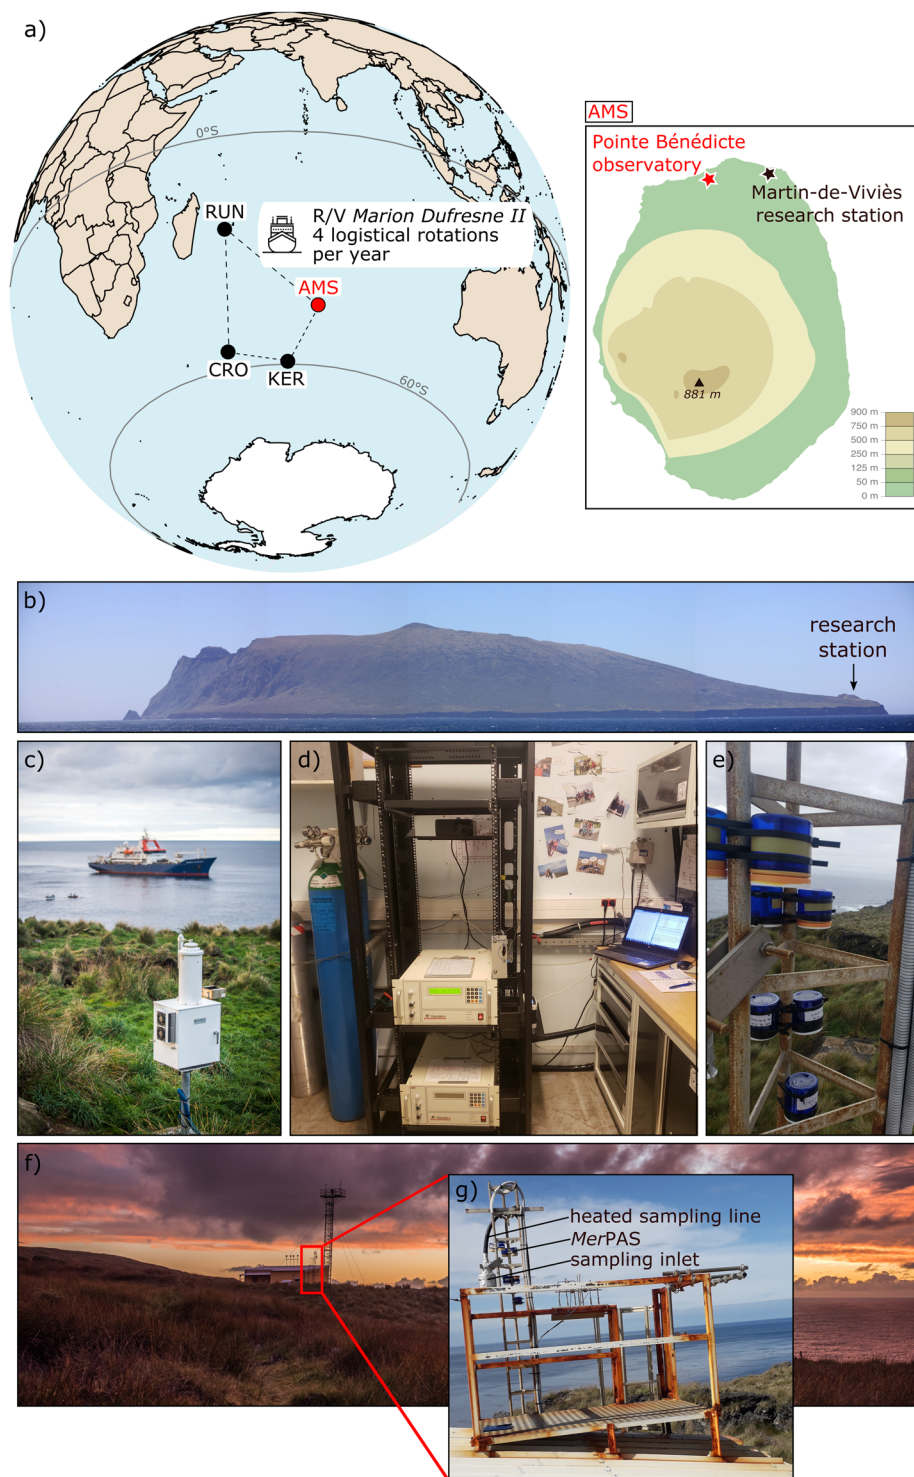 a)
0°S
RUN
R/V Marion Dufresne II
4 logistical rotations
per year
AMS
CRO
KER
60°S
AMS
Pointe Bénédicte
observatory
Martin-de-Viviès
research station
881 m
900 m
750 m
500 m
250 m
125 m
50 m
0 m
b)
research
station
c)
d)
e)
f)
g)
heated sampling line
MerPAS
sampling inlet